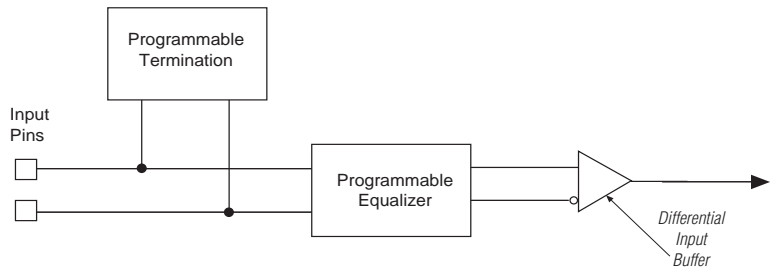 Programmable
Termination
Input
Pins
Programmable
Equalizer
Differential
Input
Buffer